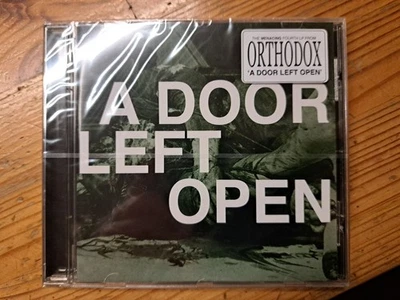 THE MENACING FOURTH LP FROM
ORTHODOX
'A DOOR LEFT OPEN'
A DOOR
LEFT
OPEN